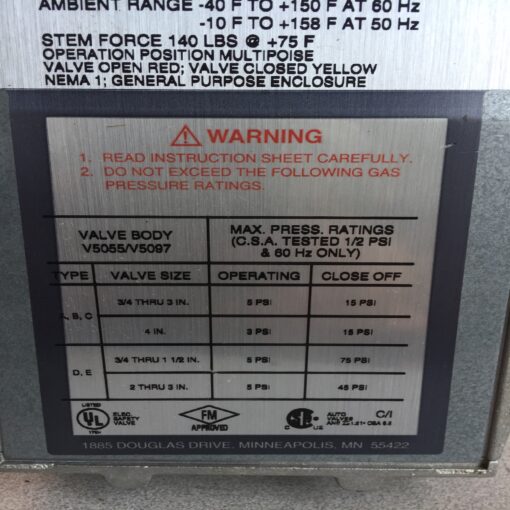 AMBIENT RANGE -40 F TO +150 F AT 60 Hz
-10 F TO +158 F AT 50 Hz
STEM FORCE 140 LBS @ +75 F
OPERATION POSITION MULTIPOISE
VALVE OPEN RED; VALVE CLOSED YELLOW
NEMA 1; GENERAL PURPOSE ENCLOSURE
⚠ WARNING
1. READ INSTRUCTION SHEET CAREFULLY.
2. DO NOT EXCEED THE FOLLOWING GAS
PRESSURE RATINGS.
VALVE BODY
V5055/V5097
MAX. PRESS. RATINGS
(C.S.A. TESTED 1/2 PSI
& 60 Hz ONLY)
TYPE VALVE SIZE OPERATING CLOSE OFF
A, B, C 3/4 THRU 3 IN. 5 PSI 15 PSI
4 IN. 3 PSI 15 PSI
D, E 3/4 THRU 1 1/2 IN. 5 PSI 75 PSI
2 THRU 3 IN. 5 PSI 45 PSI
LISTED
UL
ELEC.
SAFETY
VALVE
FM
APPROVED
C US
AUTO
VALVES
C/I
1885 DOUGLAS DRIVE, MINNEAPOLIS, MN 55422